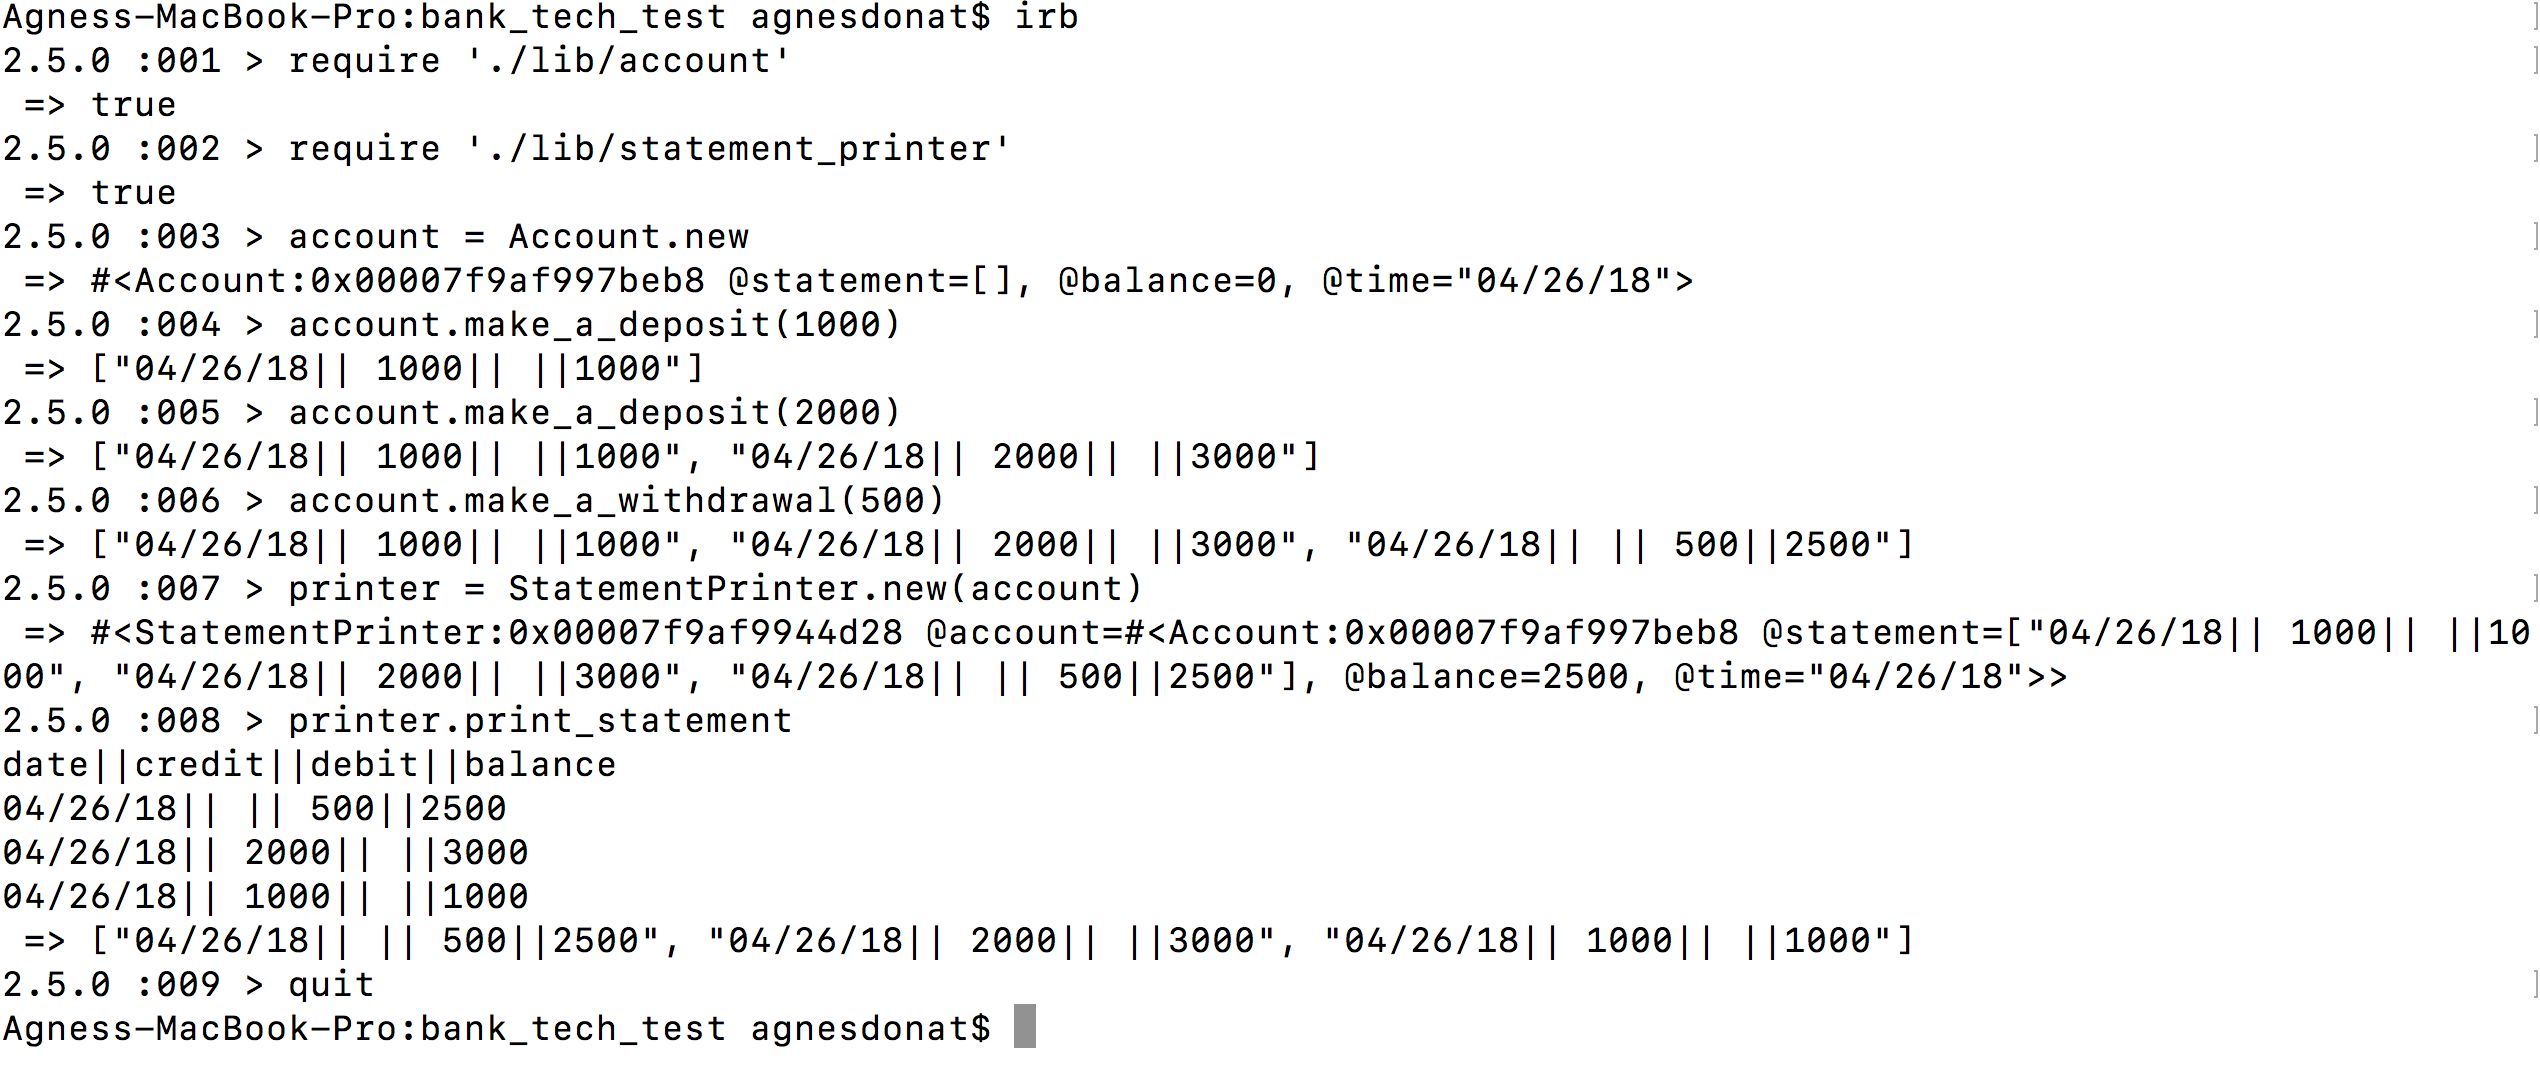 Agness-MacBook-Pro:bank_tech_test agnesdonat$ irb
2.5.0 :001 > require './lib/account'
 => true
2.5.0 :002 > require './lib/statement_printer'
 => true
2.5.0 :003 > account = Account.new
 => #<Account:0x00007f9af997beb8 @statement=[], @balance=0, @time="04/26/18">
2.5.0 :004 > account.make_a_deposit(1000)
 => ["04/26/18|| 1000|| ||1000"]
2.5.0 :005 > account.make_a_deposit(2000)
 => ["04/26/18|| 1000|| ||1000", "04/26/18|| 2000|| ||3000"]
2.5.0 :006 > account.make_a_withdrawal(500)
 => ["04/26/18|| 1000|| ||1000", "04/26/18|| 2000|| ||3000", "04/26/18|| || 500||2500"]
2.5.0 :007 > printer = StatementPrinter.new(account)
 => #<StatementPrinter:0x00007f9af9944d28 @account=#<Account:0x00007f9af997beb8 @statement=["04/26/18|| 1000|| ||10
00", "04/26/18|| 2000|| ||3000", "04/26/18|| || 500||2500"], @balance=2500, @time="04/26/18">>
2.5.0 :008 > printer.print_statement
date||credit||debit||balance
04/26/18|| || 500||2500
04/26/18|| 2000|| ||3000
04/26/18|| 1000|| ||1000
 => ["04/26/18|| || 500||2500", "04/26/18|| 2000|| ||3000", "04/26/18|| 1000|| ||1000"]
2.5.0 :009 > quit
Agness-MacBook-Pro:bank_tech_test agnesdonat$